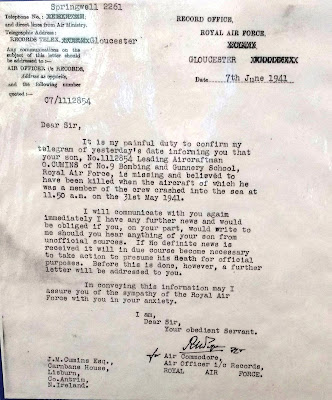 Springwell 2261
Telephone No.:
and direct lines from Air Ministry.
Telegraphic Address:
RECORDS TELEX, Gloucester
Any communications on the
subject of this letter should
be addressed to :—
AIR OFFICER i/c RECORDS,
Address as opposite,
and the following number
quoted :—
C7/1112854
RECORD OFFICE,
ROYAL AIR FORCE,
GLOUCESTER
Date 7th June 1941
Dear Sir,
It is my painful duty to confirm my
telegram of yesterday's date informing you that
your son, No.1112854 Leading Aircraftman
O.CUMINS of No.9 Bombing and Gunnery School,
Royal Air Force, is missing and believed to
have been killed when the aircraft of which he
was a member of the crew crashed into the sea at
11.50 a.m. on the 31st May 1941.
I will communicate with you again
immediately I have any further news and would
be obliged if you, on your part, would write to
me should you hear anything of your son from
unofficial sources. If No definite news is
received it will in due course become necessary
to take action to presume his death for official
purposes. Before this is done, however, a further
letter will be addressed to you.
In conveying this information may I
assure you of the sympathy of the Royal Air
Force with you in your anxiety.
I am,
Dear Sir,
Your obedient Servant.
Air Commodore,
Air Officer i/c Records,
ROYAL AIR FORCE.
J.M.Cumins Esq.,
Carnbane House,
Lisburn,
Co.Antrim,
N.Ireland.